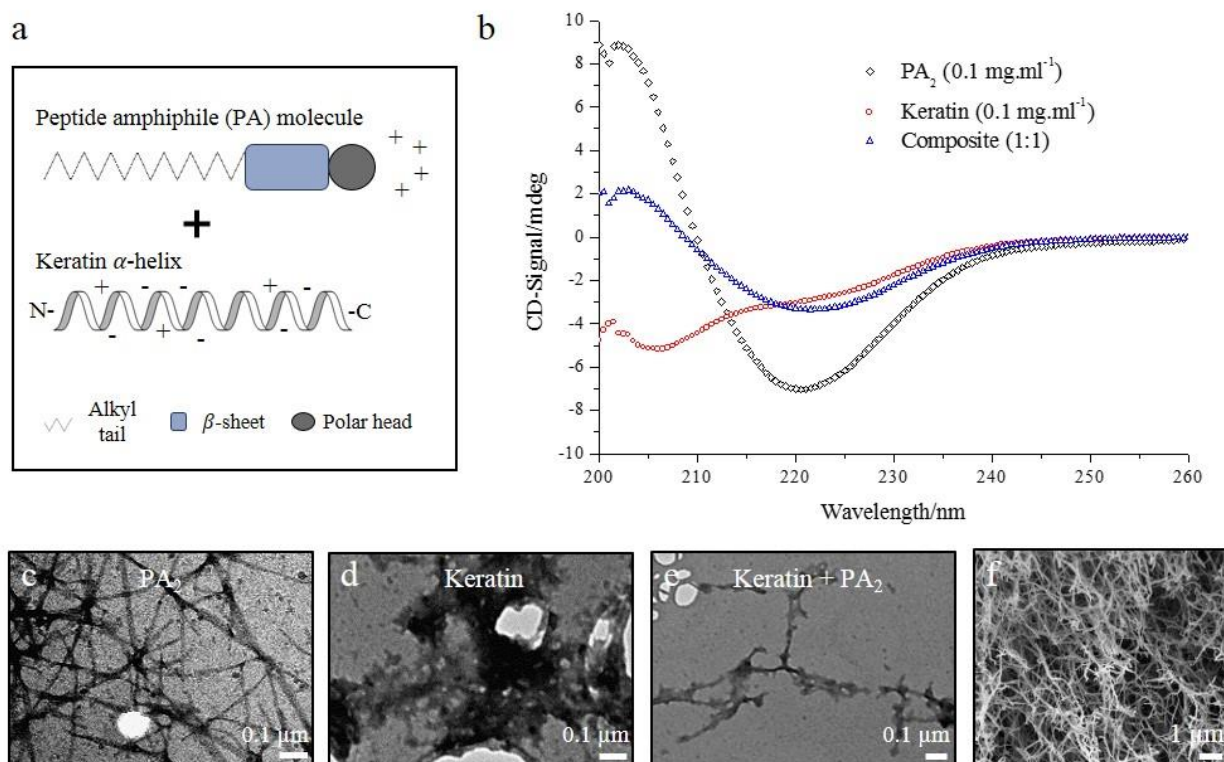 a
Peptide amphiphile (PA) molecule
+
+
+
+
+
Keratin α-helix
N-
+
-
-
+
-
-C
-
+
-
-
Alkyl
tail
β-sheet
Polar head
b
PA₂ (0.1 mg.ml⁻¹)
Keratin (0.1 mg.ml⁻¹)
Composite (1:1)
CD-Signal/mdeg
10
8
6
4
2
0
-2
-4
-6
-8
-10
200
210
220
230
240
250
260
Wavelength/nm
c
PA₂
0.1 µm
d
Keratin
0.1 µm
e
Keratin + PA₂
0.1 µm
f
1 µm